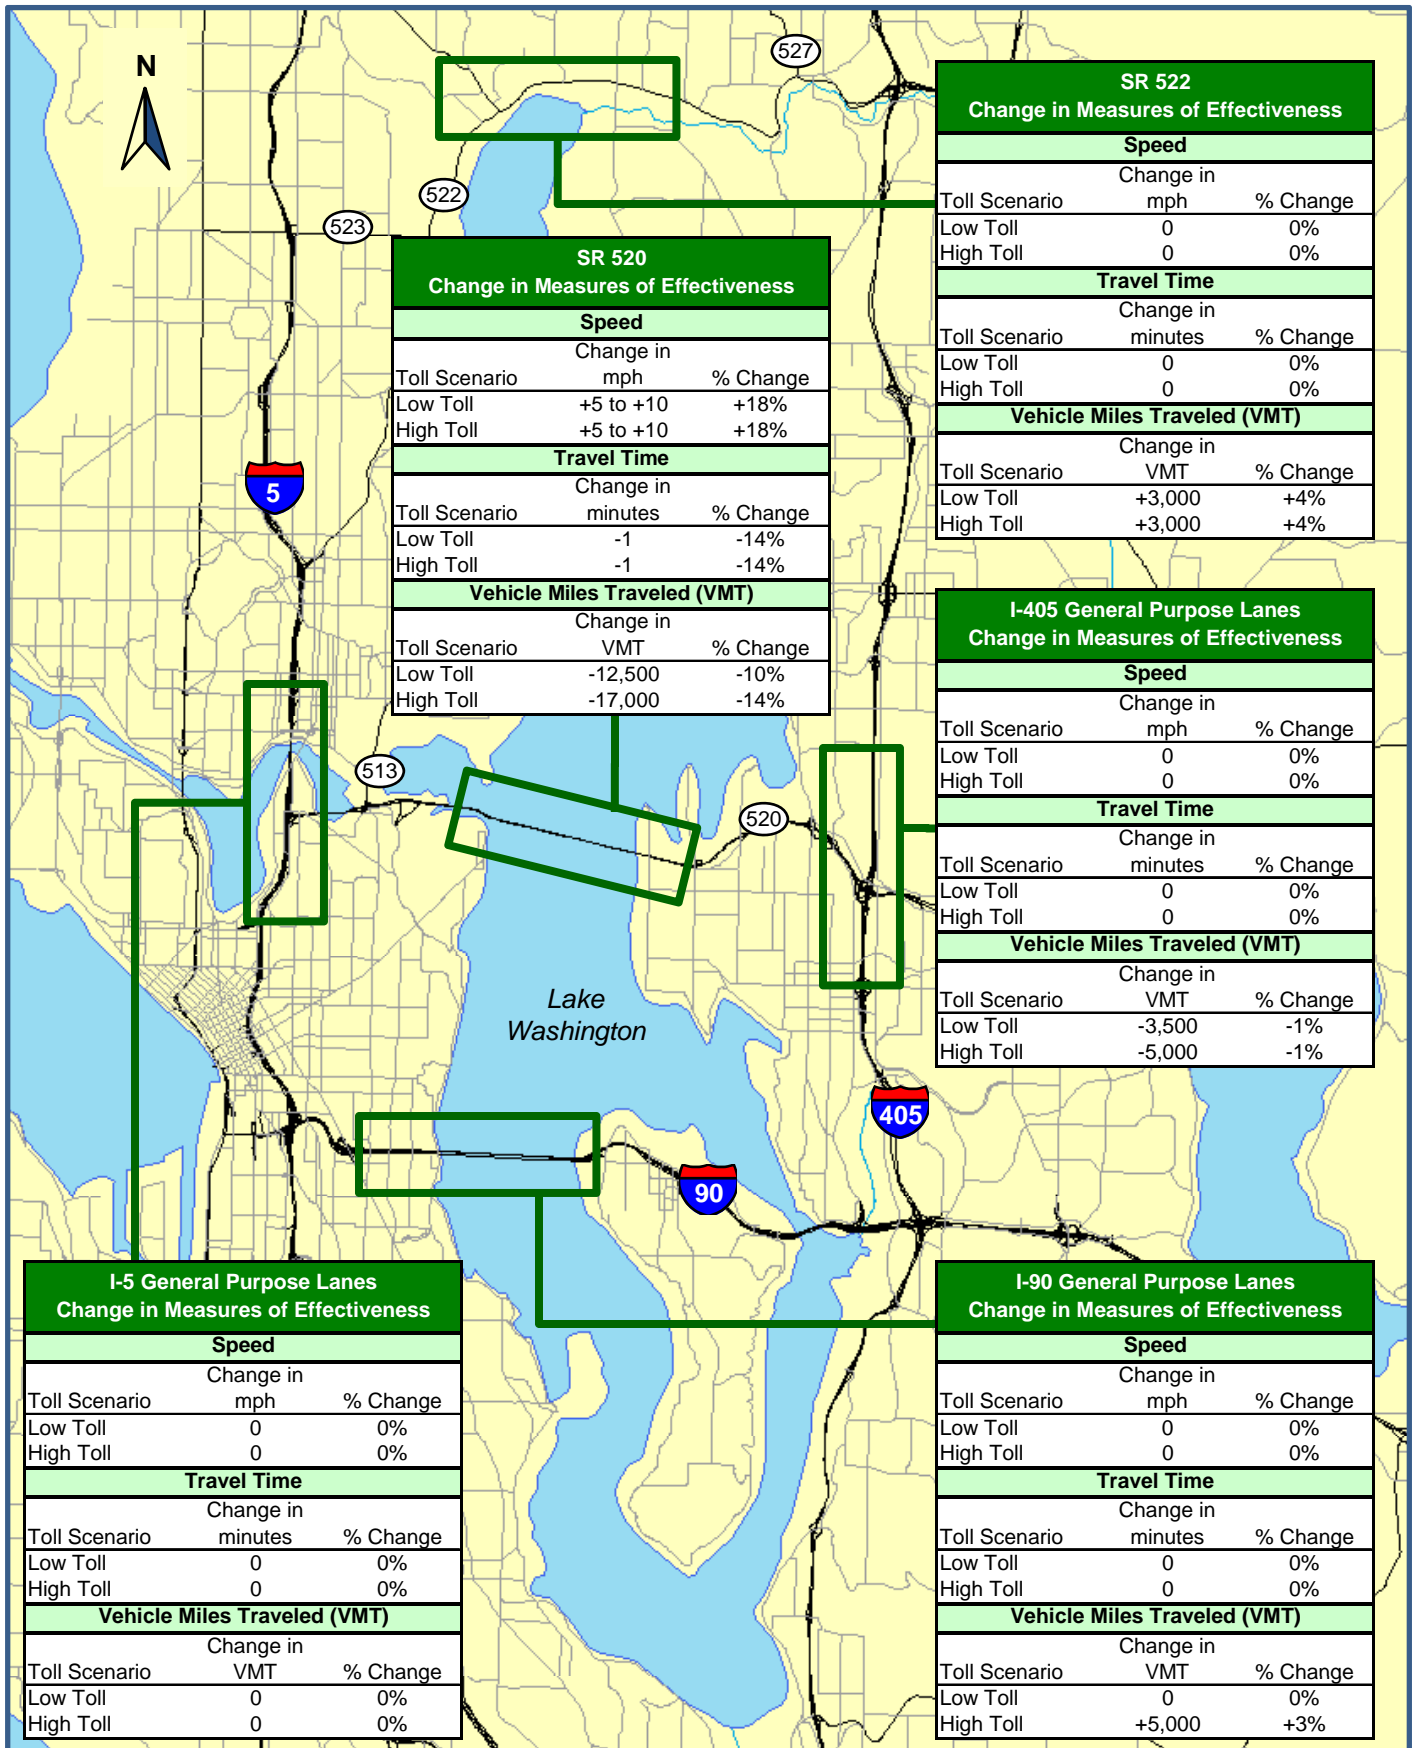 N
527
522
523
SR 522
Change in Measures of Effectiveness
Speed
Change in
Toll Scenario mph % Change
Low Toll 0 0%
High Toll 0 0%
Travel Time
Change in
Toll Scenario minutes % Change
Low Toll 0 0%
High Toll 0 0%
Vehicle Miles Traveled (VMT)
Change in
Toll Scenario VMT % Change
Low Toll +3,000 +4%
High Toll +3,000 +4%
SR 520
Change in Measures of Effectiveness
Speed
Change in
Toll Scenario mph % Change
Low Toll +5 to +10 +18%
High Toll +5 to +10 +18%
Travel Time
Change in
Toll Scenario minutes % Change
Low Toll -1 -14%
High Toll -1 -14%
Vehicle Miles Traveled (VMT)
Change in
Toll Scenario VMT % Change
Low Toll -12,500 -10%
High Toll -17,000 -14%
5
I-405 General Purpose Lanes
Change in Measures of Effectiveness
Speed
Change in
Toll Scenario mph % Change
Low Toll 0 0%
High Toll 0 0%
Travel Time
Change in
Toll Scenario minutes % Change
Low Toll 0 0%
High Toll 0 0%
Vehicle Miles Traveled (VMT)
Change in
Toll Scenario VMT % Change
Low Toll -3,500 -1%
High Toll -5,000 -1%
513
520
Lake
Washington
405
90
I-5 General Purpose Lanes
Change in Measures of Effectiveness
Speed
Change in
Toll Scenario mph % Change
Low Toll 0 0%
High Toll 0 0%
Travel Time
Change in
Toll Scenario minutes % Change
Low Toll 0 0%
High Toll 0 0%
Vehicle Miles Traveled (VMT)
Change in
Toll Scenario VMT % Change
Low Toll 0 0%
High Toll 0 0%
I-90 General Purpose Lanes
Change in Measures of Effectiveness
Speed
Change in
Toll Scenario mph % Change
Low Toll 0 0%
High Toll 0 0%
Travel Time
Change in
Toll Scenario minutes % Change
Low Toll 0 0%
High Toll 0 0%
Vehicle Miles Traveled (VMT)
Change in
Toll Scenario VMT % Change
Low Toll 0 0%
High Toll +5,000 +3%